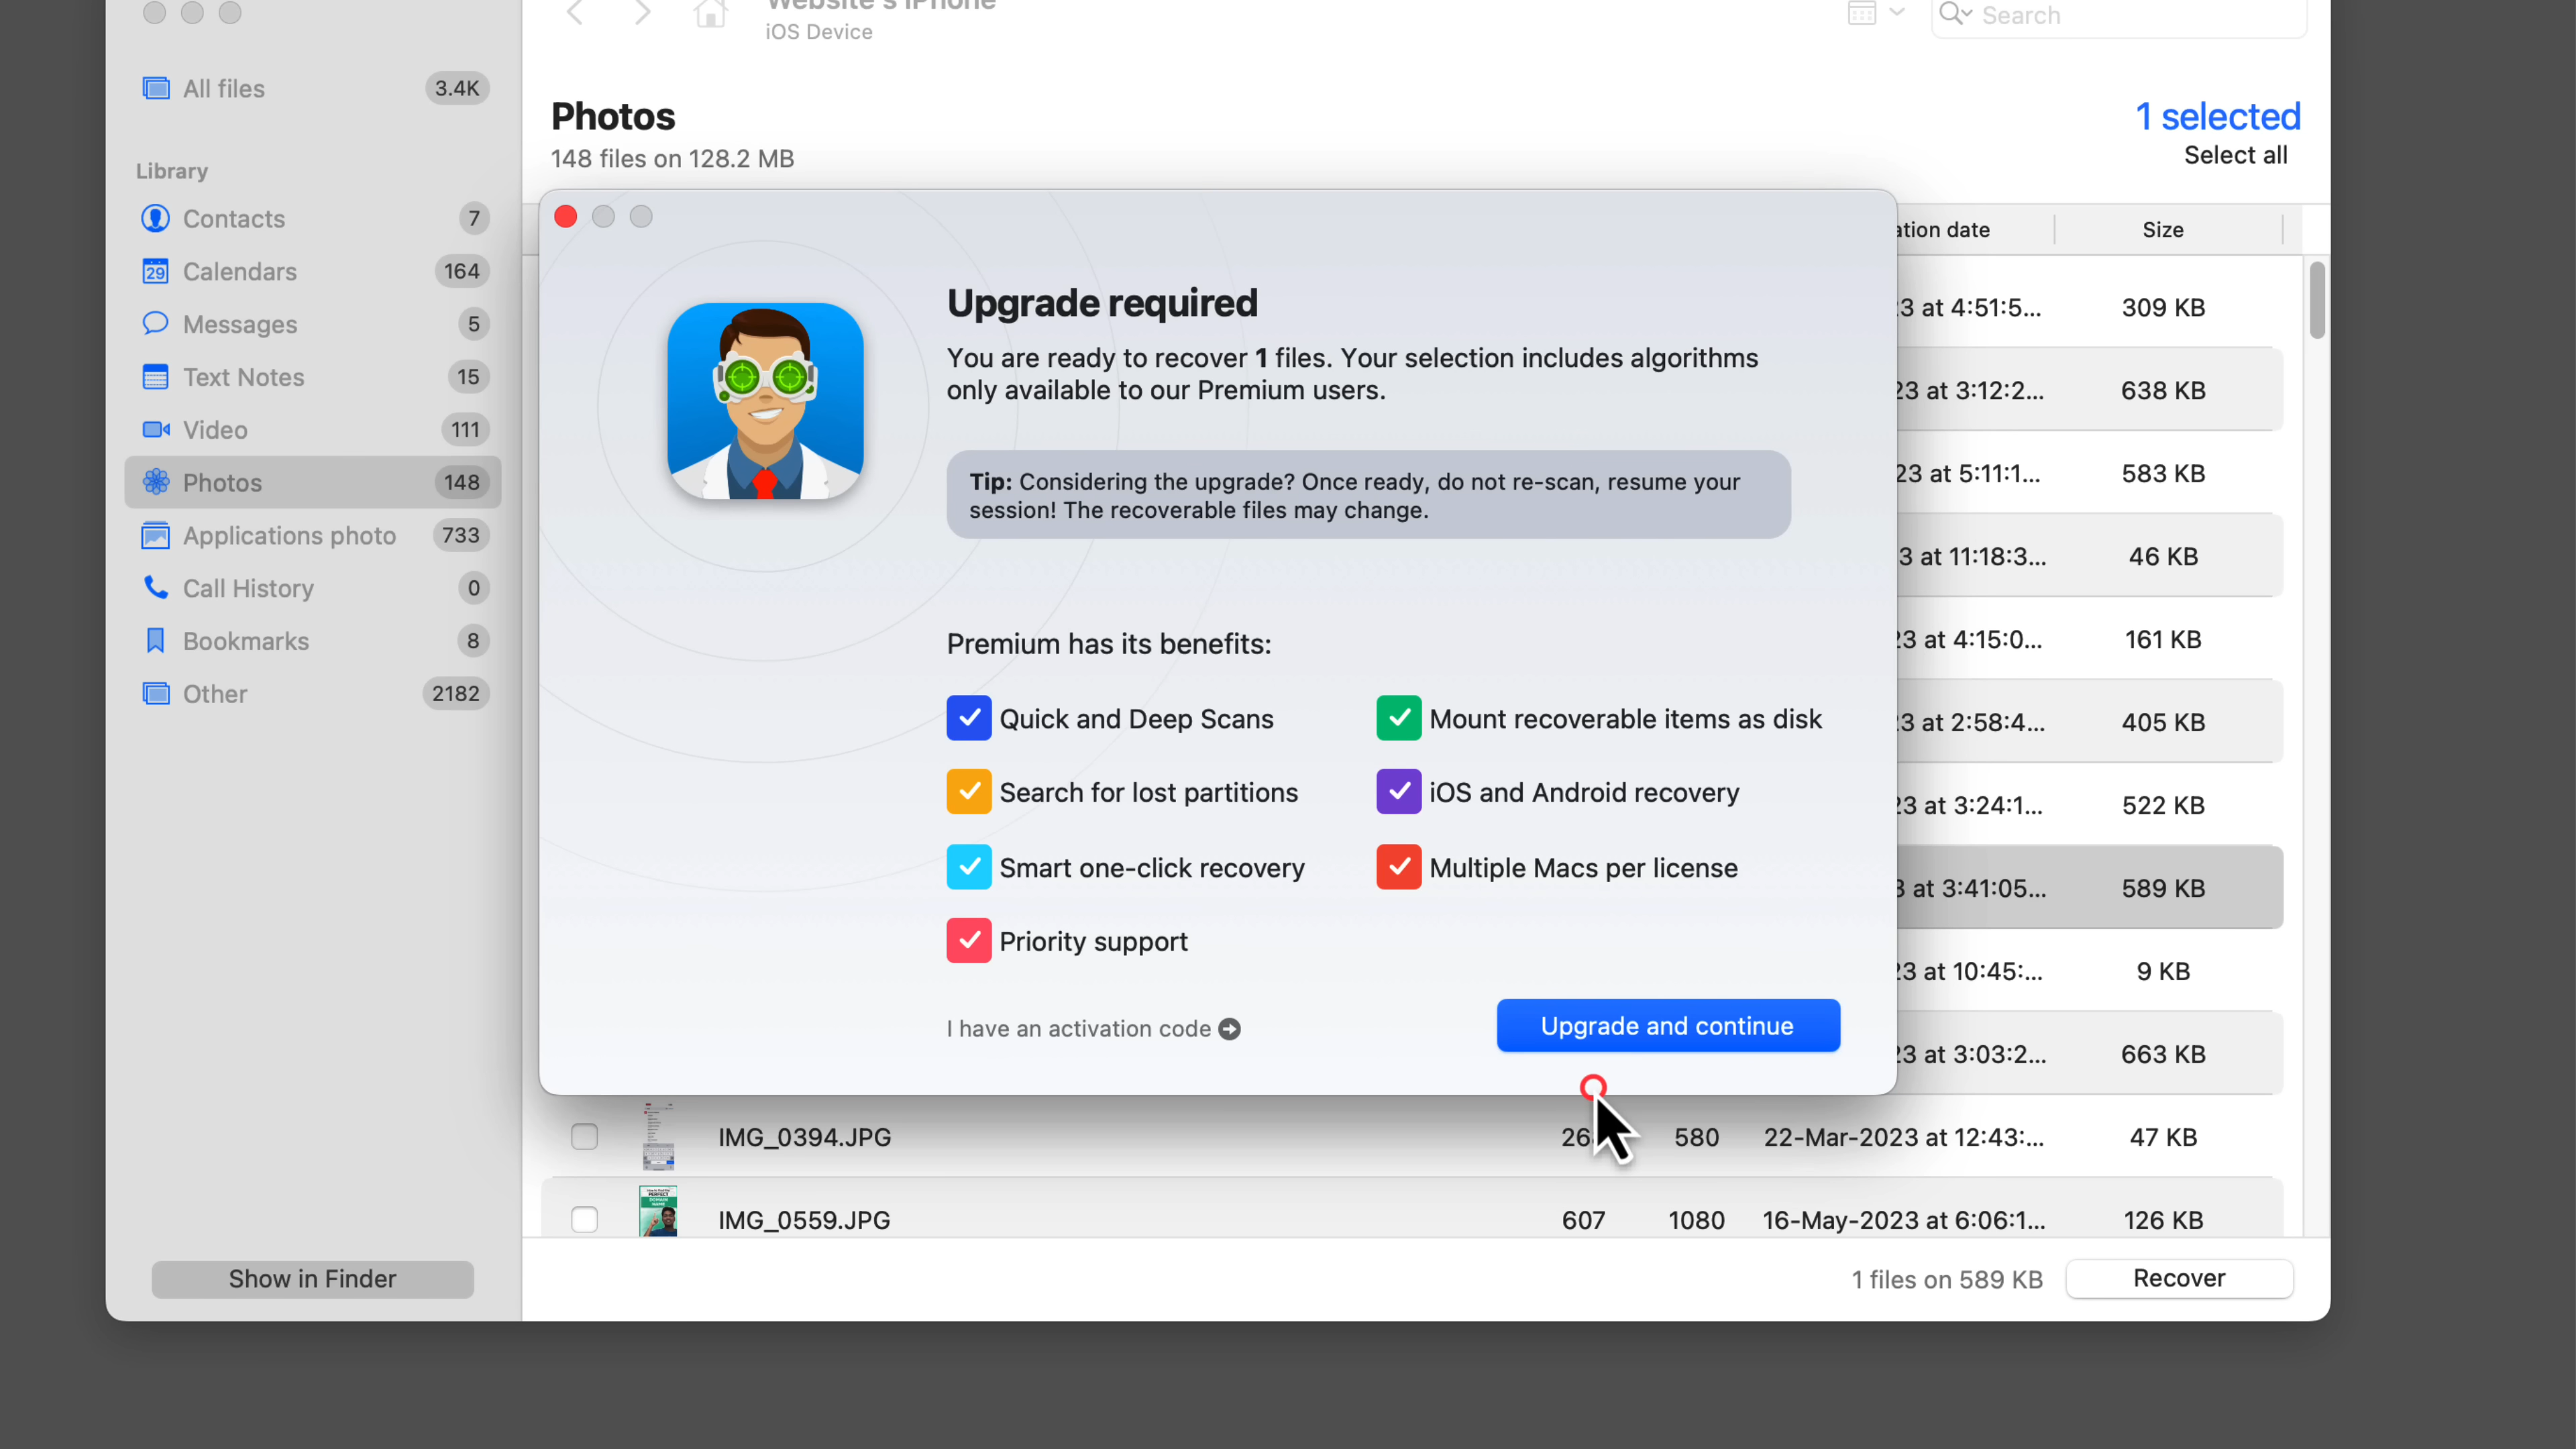 Website's iPhone
iOS Device
Search
All files 3.4K
Library
Contacts 7
Calendars 164
Messages 5
Text Notes 15
Video 111
Photos 148
Applications photo 733
Call History 0
Bookmarks 8
Other 2182
Show in Finder
Photos
148 files on 128.2 MB
1 selected
Select all
ation date Size
3 at 4:51:5... 309 KB
23 at 3:12:2... 638 KB
23 at 5:11:1... 583 KB
3 at 11:18:3... 46 KB
23 at 4:15:0... 161 KB
23 at 2:58:4... 405 KB
23 at 3:24:1... 522 KB
3 at 3:41:05... 589 KB
23 at 10:45:... 9 KB
23 at 3:03:2... 663 KB
Upgrade required
You are ready to recover 1 files. Your selection includes algorithms
only available to our Premium users.
Tip: Considering the upgrade? Once ready, do not re-scan, resume your
session! The recoverable files may change.
Premium has its benefits:
Quick and Deep Scans
Mount recoverable items as disk
Search for lost partitions
iOS and Android recovery
Smart one-click recovery
Multiple Macs per license
Priority support
I have an activation code
Upgrade and continue
IMG_0394.JPG 26 580 22-Mar-2023 at 12:43:... 47 KB
IMG_0559.JPG 607 1080 16-May-2023 at 6:06:1... 126 KB
1 files on 589 KB
Recover
29